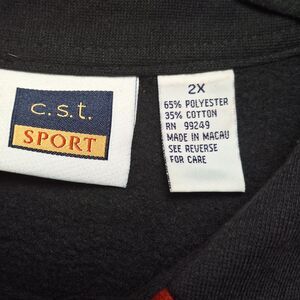 c.s.t.
SPORT
2X
65% POLYESTER
35% COTTON
RN 99249
MADE IN MACAU
SEE REVERSE
FOR CARE